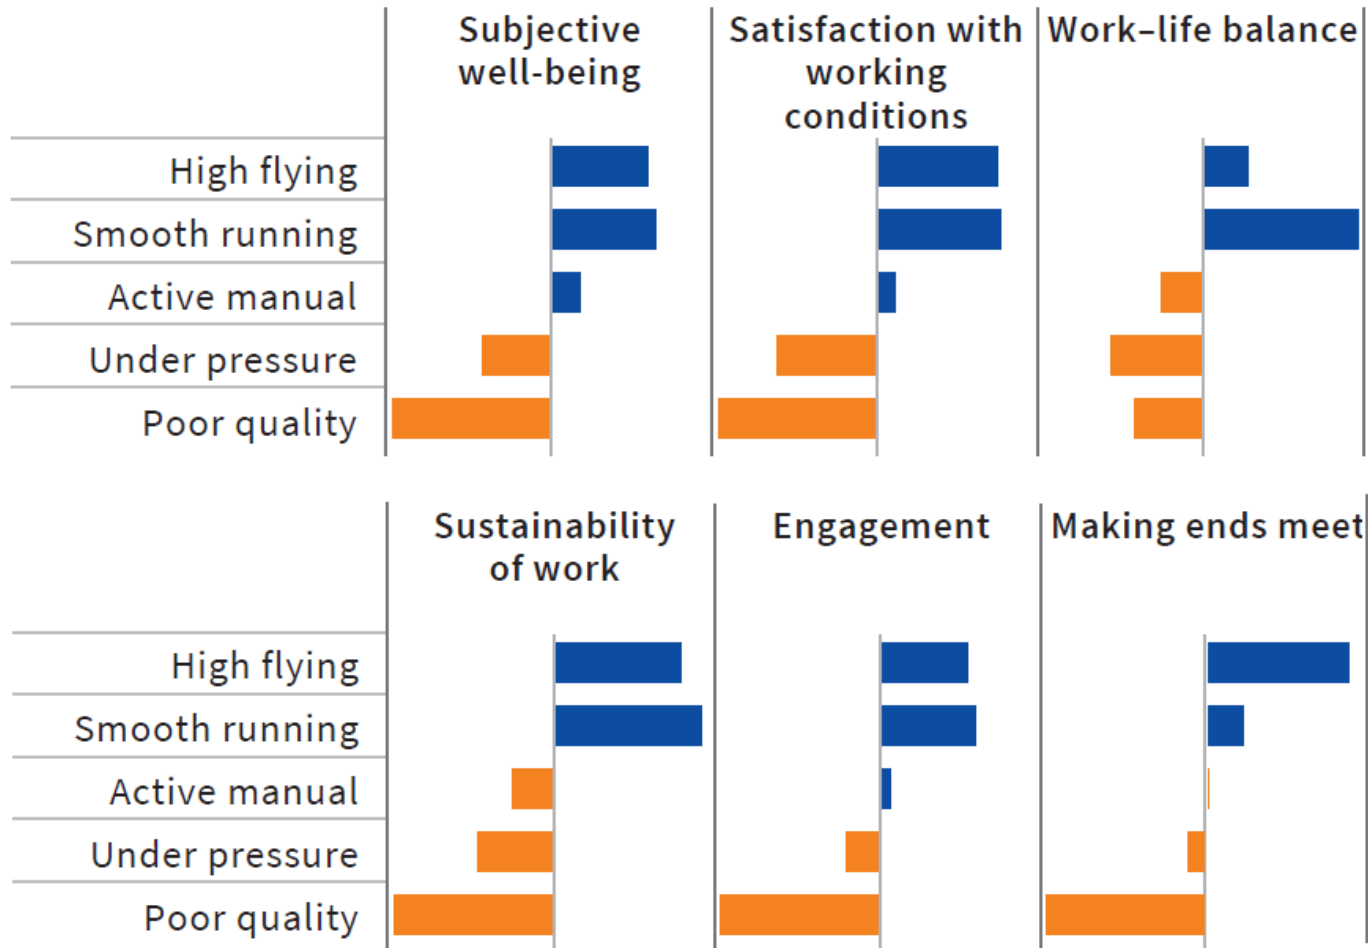 Subjective
well-being
Satisfaction with
working
conditions
Work–life balance
High flying
Smooth running
Active manual
Under pressure
Poor quality
Sustainability
of work
Engagement
Making ends meet
High flying
Smooth running
Active manual
Under pressure
Poor quality